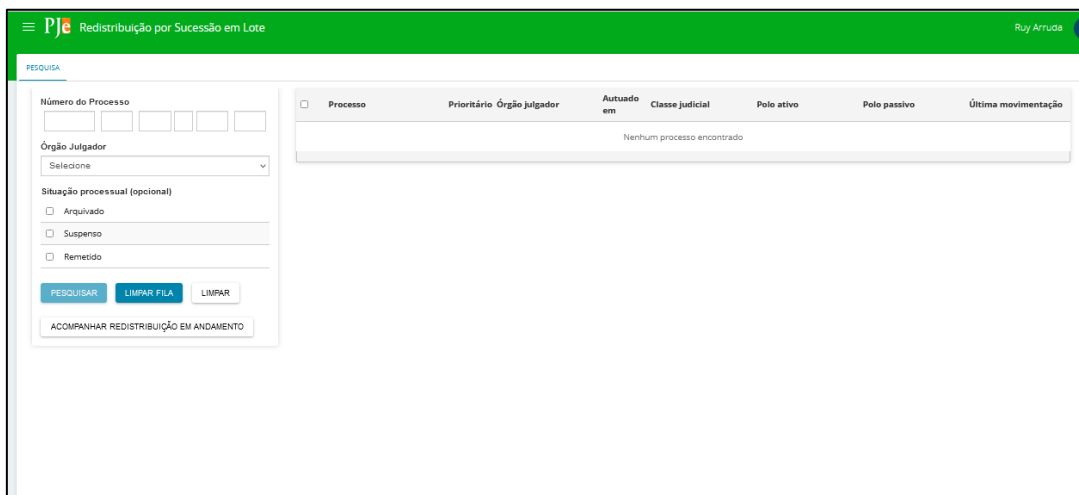 PJe Redistribuição por Sucessão em Lote
Ruy Arruda
PESQUISA
Número do Processo
Órgão Julgador
Selecione
Situação processual (opcional)
Arquivado
Suspenso
Remetido
PESQUISAR LIMPAR FILA LIMPAR
ACOMPANHAR REDISTRIBUIÇÃO EM ANDAMENTO
Processo Prioritário Órgão julgador Autuado em Classe judicial Polo ativo Polo passivo Última movimentação
Nenhum processo encontrado